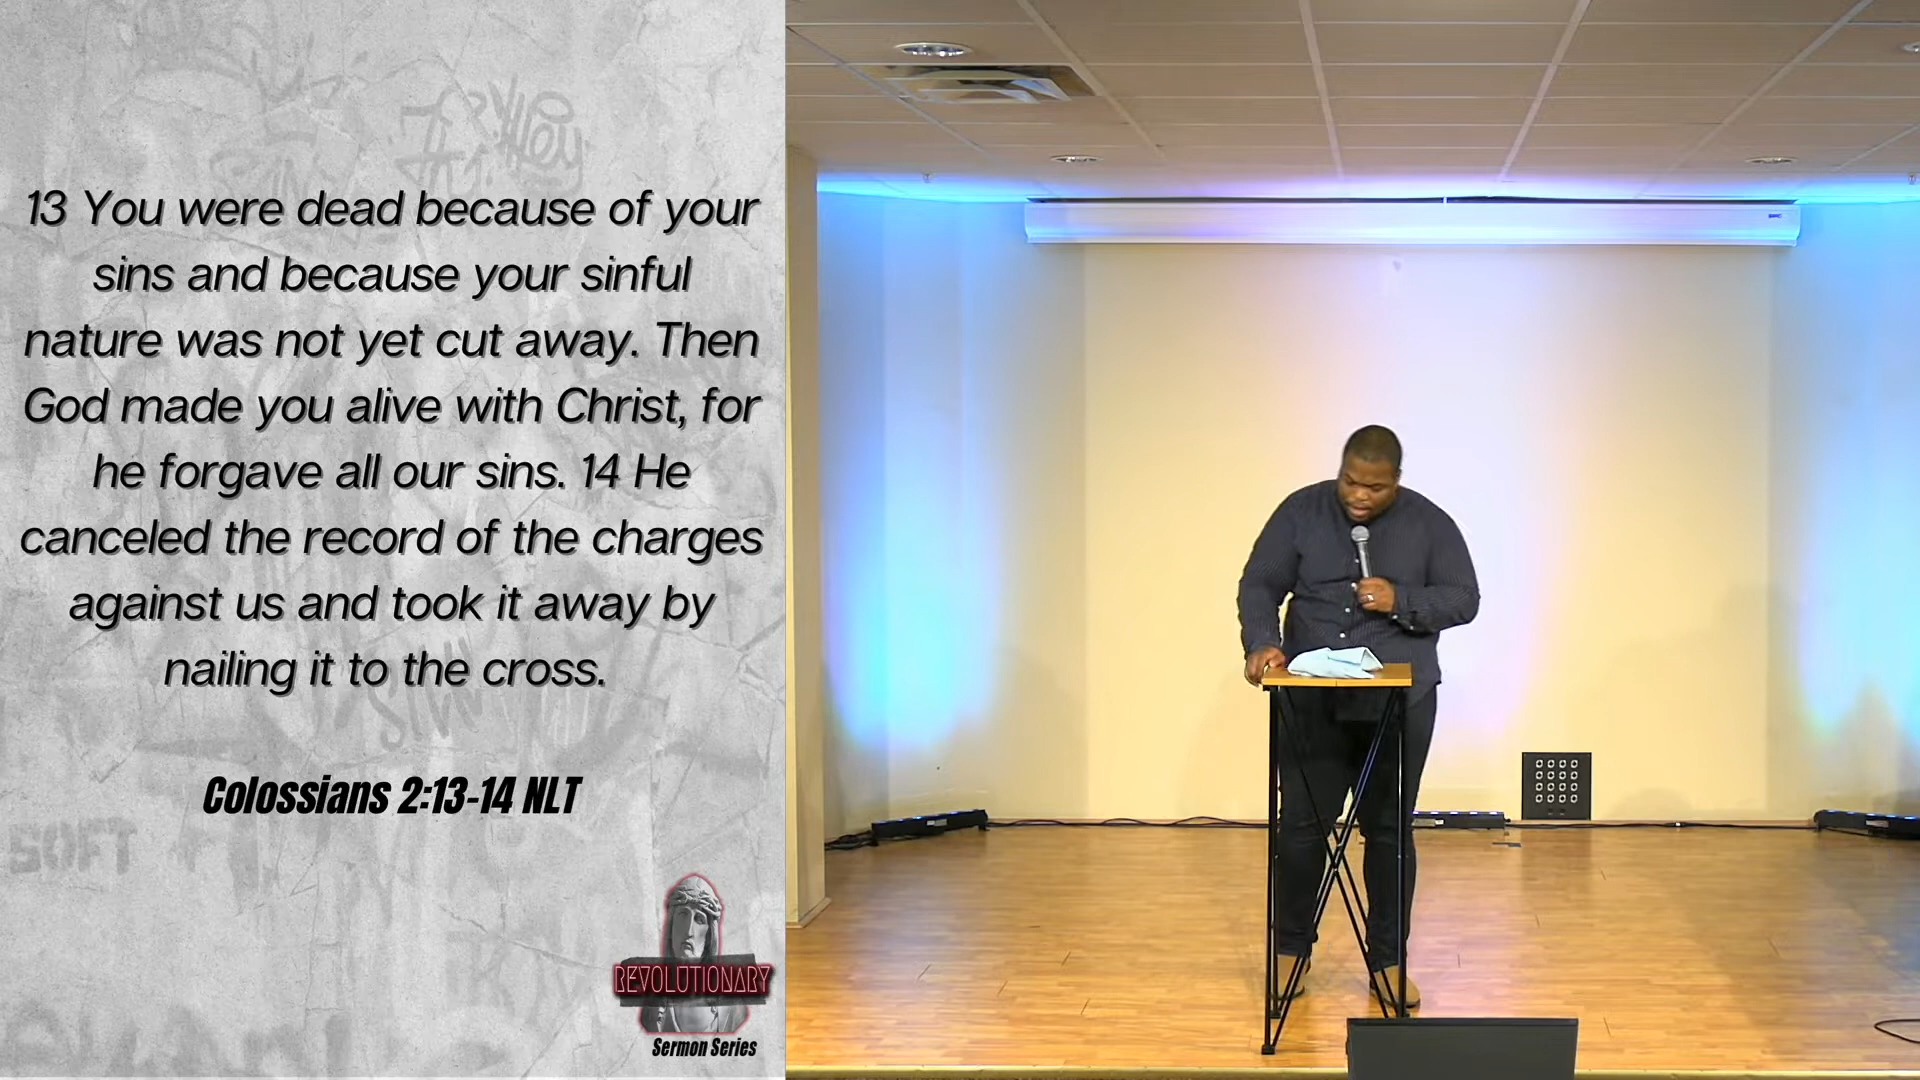 13 You were dead because of your
sins and because your sinful
nature was not yet cut away. Then
God made you alive with Christ, for
he forgave all our sins. 14 He
canceled the record of the charges
against us and took it away by
nailing it to the cross.
Colossians 2:13-14 NLT
SOFT
REVOLUTIONARY
Sermon Series